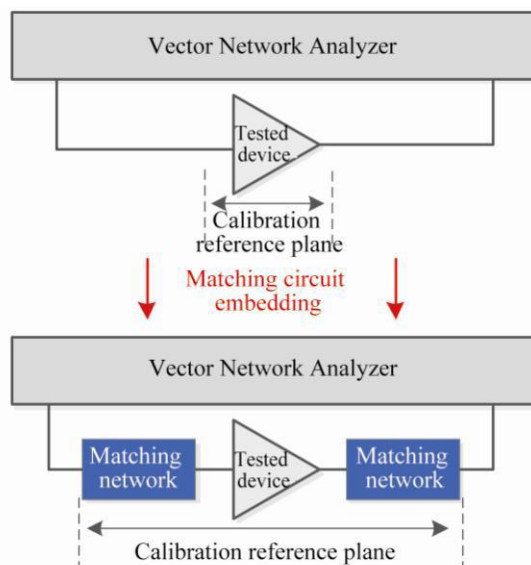 Vector Network Analyzer
Tested
device
Calibration
reference plane
Matching circuit
embedding
Vector Network Analyzer
Matching
network
Tested
device
Matching
network
Calibration reference plane